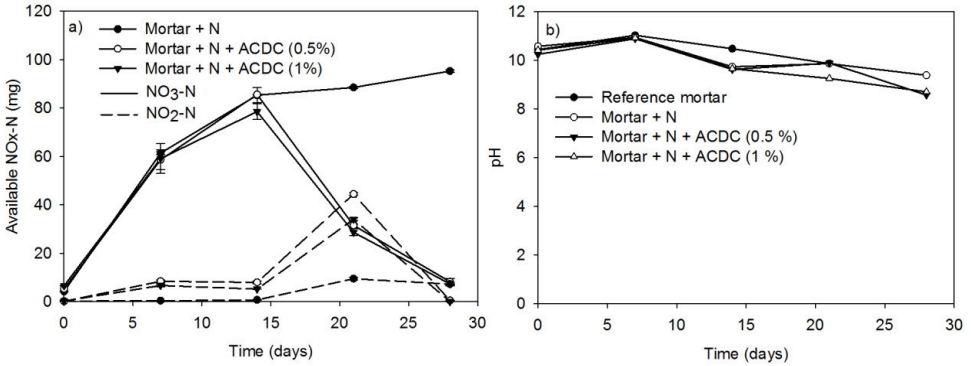 a)
Mortar + N
Mortar + N + ACDC (0.5%)
Mortar + N + ACDC (1%)
NO3-N
NO2-N
Available NOx-N (mg)
120
100
80
60
40
20
0
0 5 10 15 20 25 30
Time (days)
b)
Reference mortar
Mortar + N
Mortar + N + ACDC (0.5 %)
Mortar + N + ACDC (1 %)
pH
12
10
8
6
4
2
0
0 5 10 15 20 25 30
Time (days)